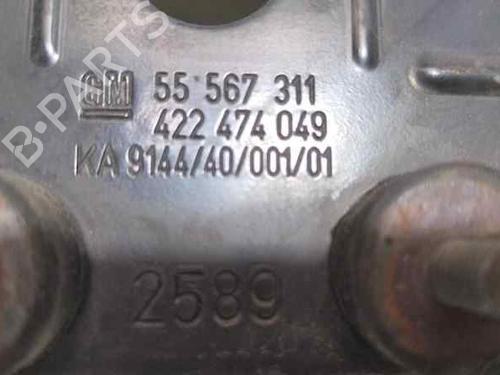 B-PARTS
GM 55 567 311
422 474 049
KA 9144/40/001/01
2589